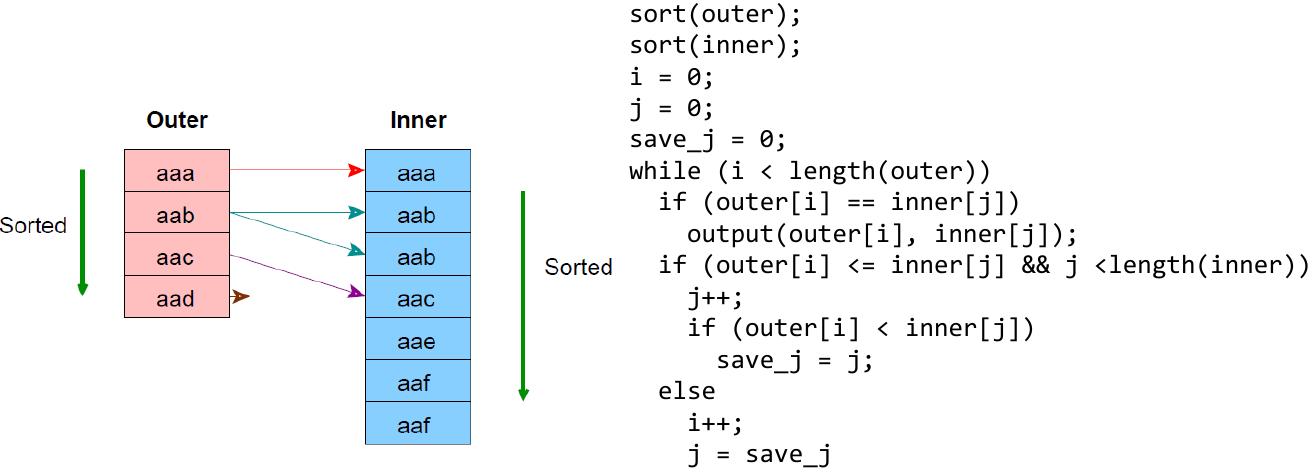 Outer
Inner
Sorted
aaa
aab
aac
aad
aaa
aab
aab
aac
aae
aaf
aaf
Sorted
sort(outer);
sort(inner);
i = 0;
j = 0;
save_j = 0;
while (i < length(outer))
  if (outer[i] == inner[j])
    output(outer[i], inner[j]);
  if (outer[i] <= inner[j] && j <length(inner))
    j++;
    if (outer[i] < inner[j])
      save_j = j;
  else
    i++;
    j = save_j